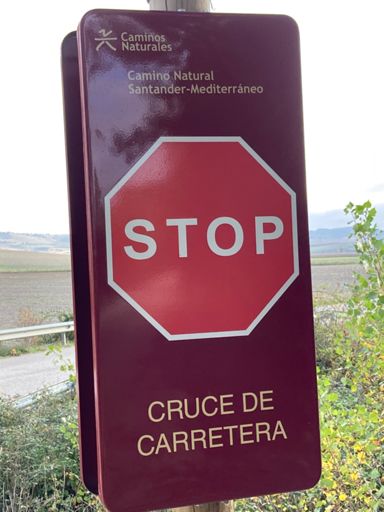 Caminos
Naturales
Camino Natural
Santander-Mediterráneo
STOP
CRUCE DE
CARRETERA